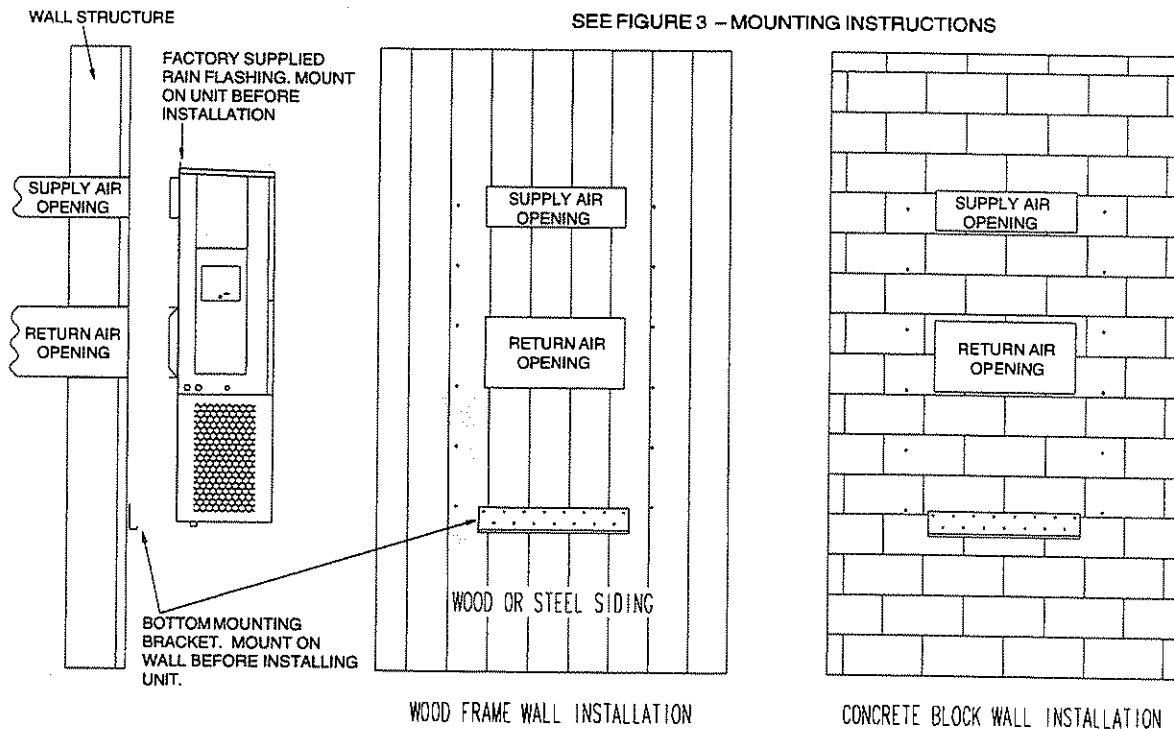 WALL STRUCTURE
SEE FIGURE 3 – MOUNTING INSTRUCTIONS
FACTORY SUPPLIED
RAIN FLASHING. MOUNT
ON UNIT BEFORE
INSTALLATION
SUPPLY AIR
OPENING
RETURN AIR
OPENING
BOTTOM MOUNTING
BRACKET. MOUNT ON
WALL BEFORE INSTALLING
UNIT.
SUPPLY AIR
OPENING
RETURN AIR
OPENING
WOOD OR STEEL SIDING
WOOD FRAME WALL INSTALLATION
SUPPLY AIR
OPENING
RETURN AIR
OPENING
CONCRETE BLOCK WALL INSTALLATION